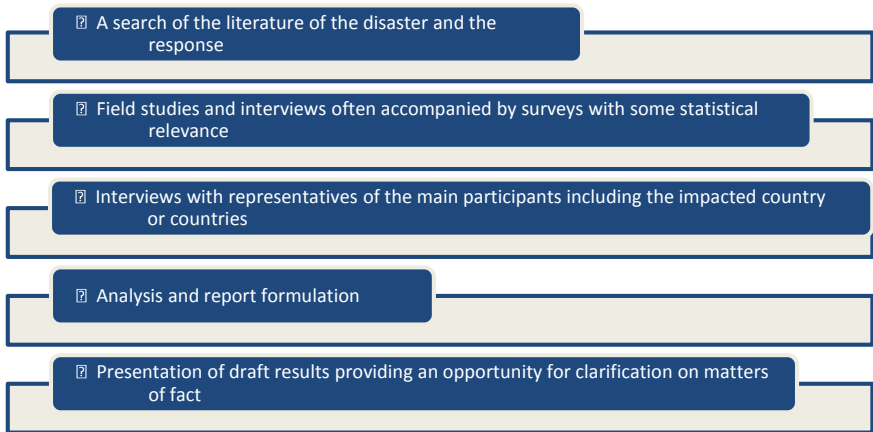 ⍰ A search of the literature of the disaster and the
response
⍰ Field studies and interviews often accompanied by surveys with some statistical
relevance
⍰ Interviews with representatives of the main participants including the impacted country
or countries
⍰ Analysis and report formulation
⍰ Presentation of draft results providing an opportunity for clarification on matters
of fact